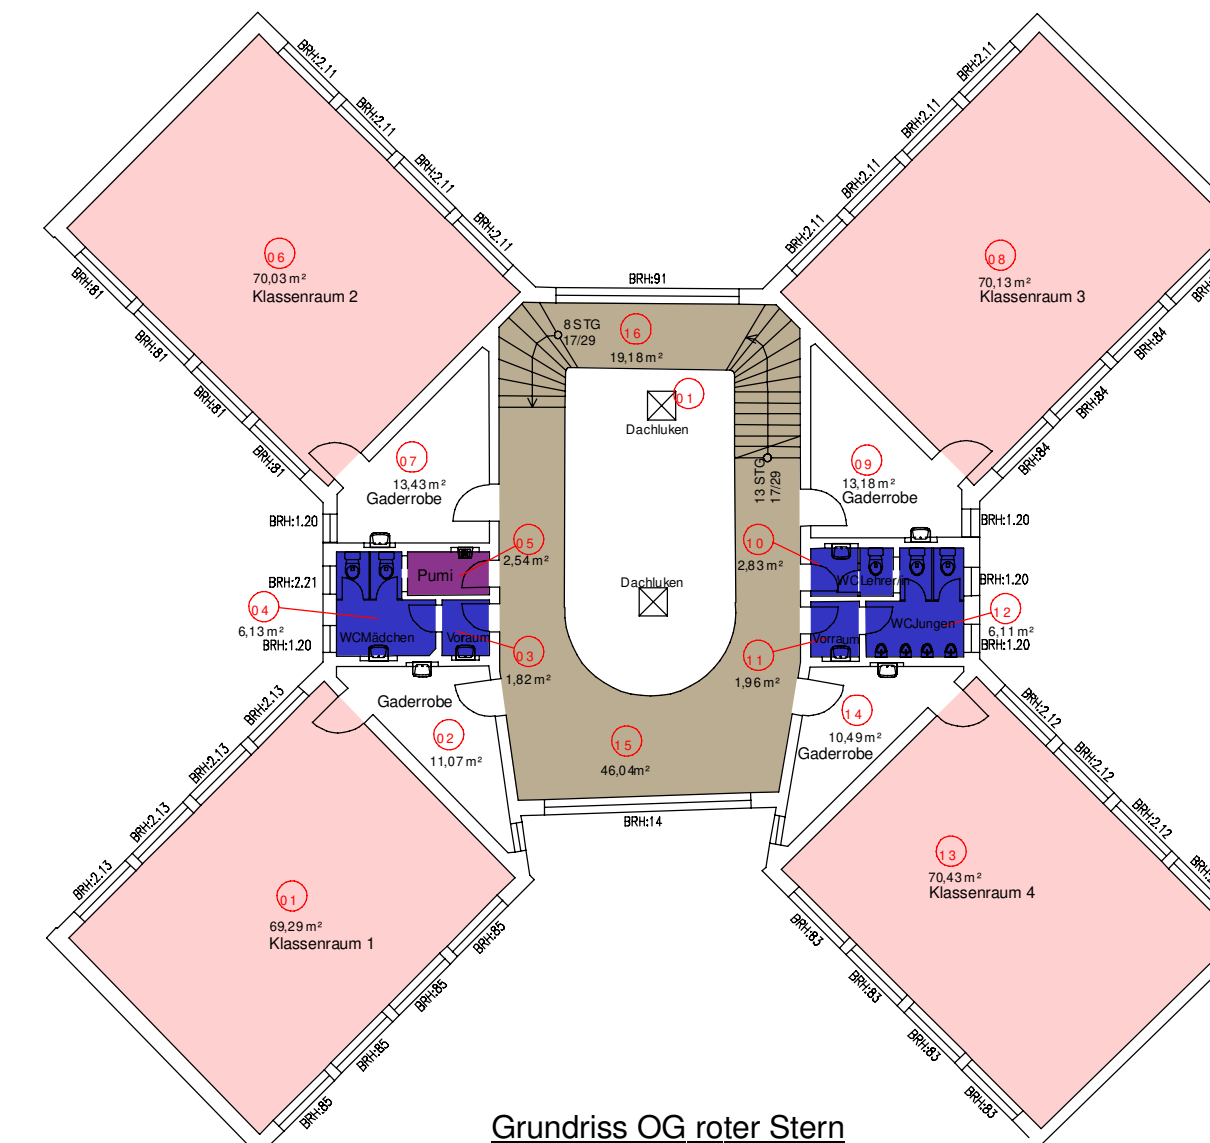 BRH:2.11
BRH:2.11
BRH:2.11
BRH:2.11
06
70,03 m²
Klassenraum 2
BRH:81
BRH:81
BRH:81
BRH:81
BRH:2.11
BRH:2.11
BRH:2.11
BRH:2.11
08
70,13 m²
Klassenraum 3
BRH:84
BRH:84
BRH:84
BRH:91
8 STG
17/29
16
19,18 m²
01
Dachluken
13 STG
17/29
07
13,43 m²
Gaderrobe
09
13,18 m²
Gaderrobe
BRH:1.20
BRH:2.21
BRH:1.20
05
2,54 m²
Pumi
04
6,13 m²
WC Mädchen
Voraum
03
1,82 m²
Dachluken
10
2,83 m²
WC Lehrer/in
BRH:1.20
BRH:1.20
BRH:1.20
12
6,11 m²
WC Jungen
Vorraum
11
1,96 m²
Gaderrobe
02
11,07 m²
14
10,49 m²
Gaderrobe
15
46,04 m²
BRH:14
BRH:2.13
BRH:2.13
BRH:2.13
BRH:2.13
01
69,29 m²
Klassenraum 1
BRH:85
BRH:85
BRH:85
BRH:85
BRH:2.12
BRH:2.12
BRH:2.12
13
70,43 m²
Klassenraum 4
BRH:83
BRH:83
BRH:83
BRH:83
Grundriss OG roter Stern